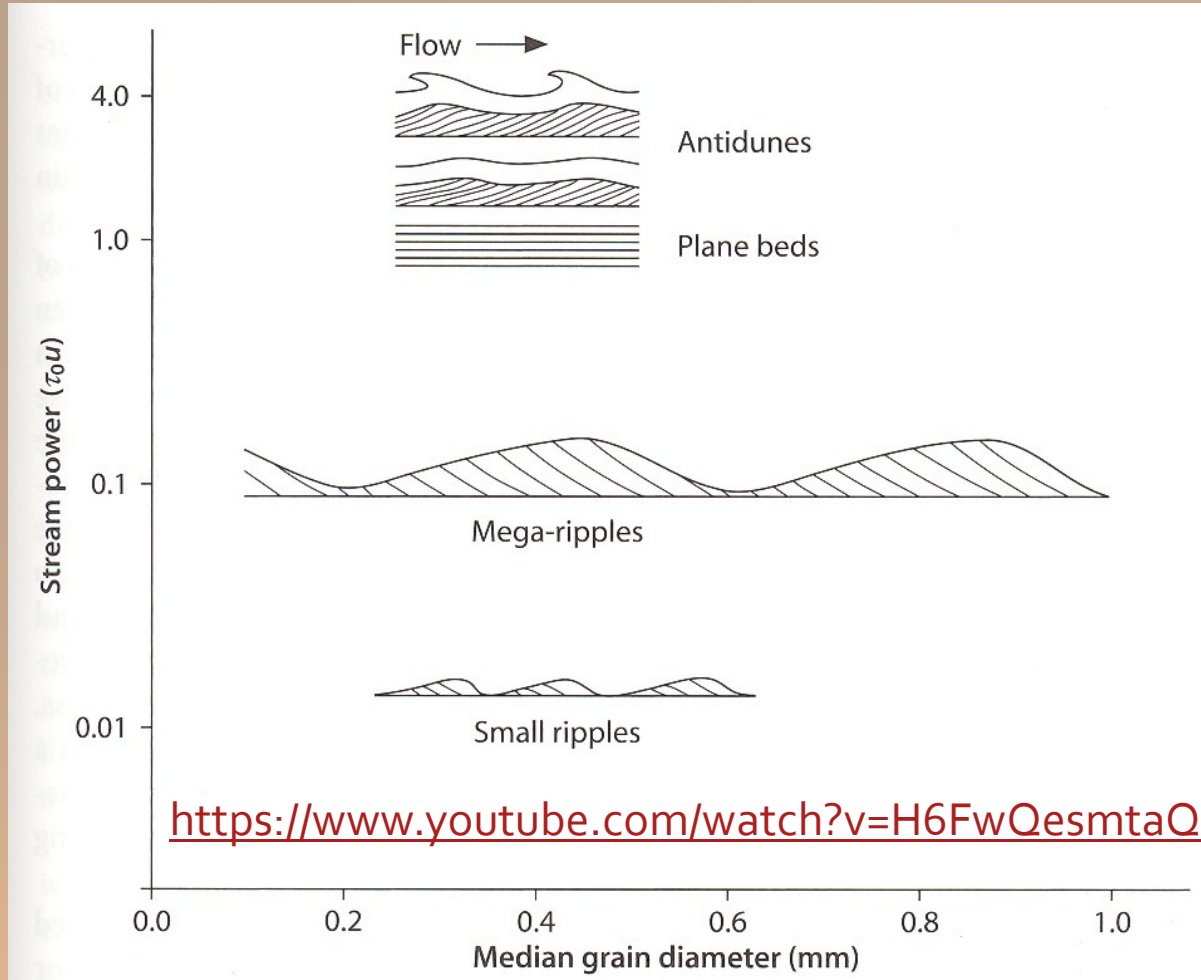 Flow
4.0
Antidunes
1.0
Plane beds
Stream power (τ₀u)
0.1
Mega-ripples
0.01
Small ripples
https://www.youtube.com/watch?v=H6FwQesmtaQ
0.0 0.2 0.4 0.6 0.8 1.0
Median grain diameter (mm)